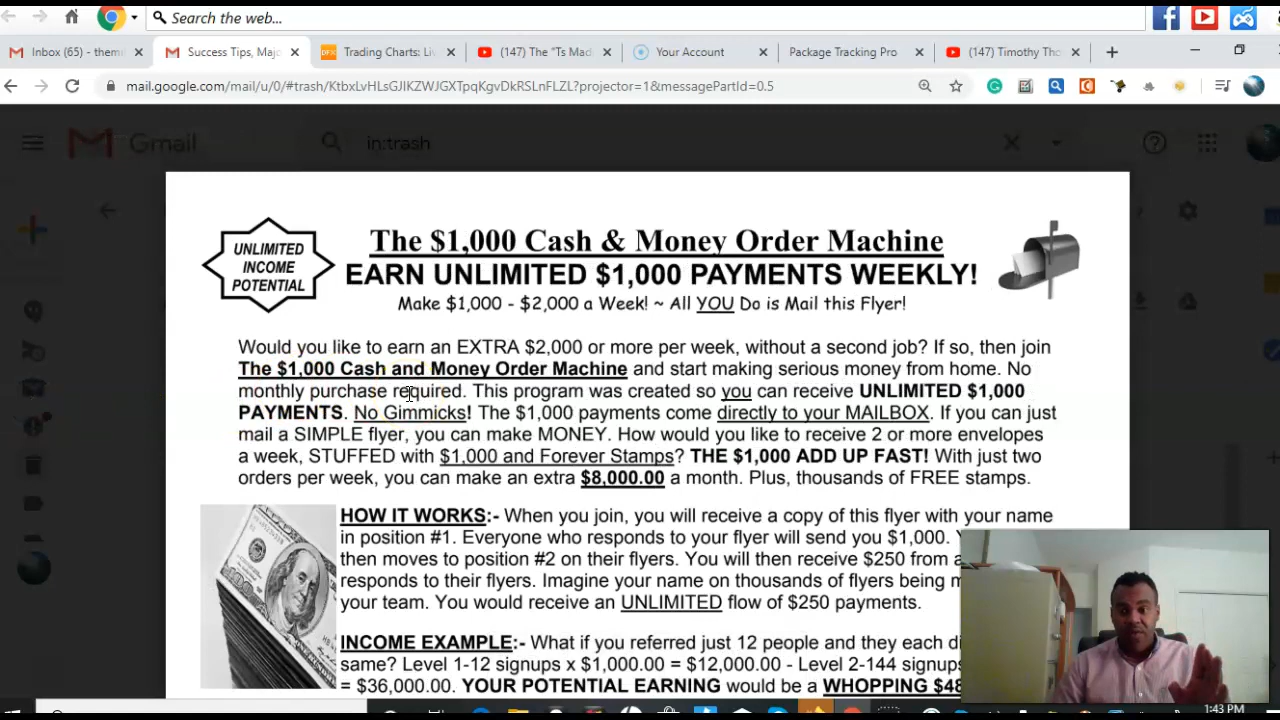 Search the web...
Inbox (65) - them
Success Tips, Maj
Trading Charts: Li
(147) The "Ts Mad
Your Account
Package Tracking Pro
(147) Timothy Tho
mail.google.com/mail/u/0/#trash/KtbxLvHLsGJlKZWJGXTpqKgvDkRSLnFLZL?projector=1&messagePartId=0.5
Gmail
in:trash
UNLIMITED
INCOME
POTENTIAL
The $1,000 Cash & Money Order Machine
EARN UNLIMITED $1,000 PAYMENTS WEEKLY!
Make $1,000 - $2,000 a Week! ~ All YOU Do is Mail this Flyer!
Would you like to earn an EXTRA $2,000 or more per week, without a second job? If so, then join
The $1,000 Cash and Money Order Machine and start making serious money from home. No
monthly purchase required. This program was created so you can receive UNLIMITED $1,000
PAYMENTS. No Gimmicks! The $1,000 payments come directly to your MAILBOX. If you can just
mail a SIMPLE flyer, you can make MONEY. How would you like to receive 2 or more envelopes
a week, STUFFED with $1,000 and Forever Stamps? THE $1,000 ADD UP FAST! With just two
orders per week, you can make an extra $8,000.00 a month. Plus, thousands of FREE stamps.
HOW IT WORKS:- When you join, you will receive a copy of this flyer with your name
in position #1. Everyone who responds to your flyer will send you $1,000. Y
then moves to position #2 on their flyers. You will then receive $250 from a
responds to their flyers. Imagine your name on thousands of flyers being m
your team. You would receive an UNLIMITED flow of $250 payments.
INCOME EXAMPLE:- What if you referred just 12 people and they each di
same? Level 1-12 signups x $1,000.00 = $12,000.00 - Level 2-144 signups
= $36,000.00. YOUR POTENTIAL EARNING would be a WHOPPING $48
1:43 PM